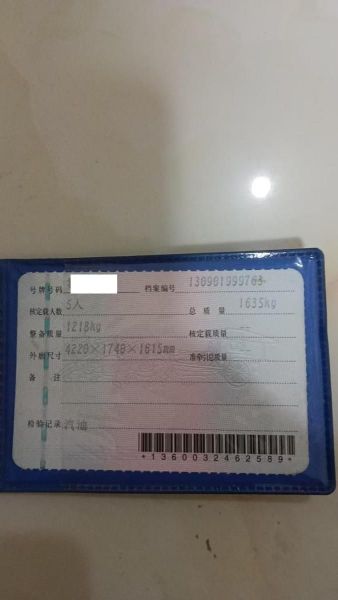 号牌号码 档案编号 130901999763
核定载人数 5人 总质量 1635kg
整备质量 1218kg 核定载质量
外廓尺寸 4220×1740×1615mm 准牵引总质量
备注
检验记录 汽油
*1360032462589*